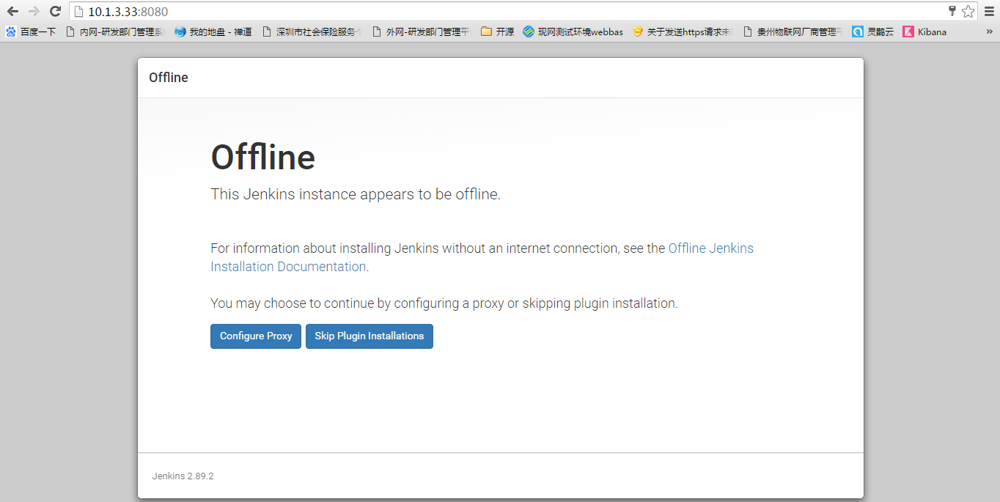 10.1.3.33:8080
百度一下 内网-研发部门管理系 我的地盘 - 禅道 深圳市社会保险服务 外网-研发部门管理平 开源 现网测试环境webbas 关于发送https请求未 贵州物联网厂商管理平 灵鹊云 Kibana »
Offline
Offline
This Jenkins instance appears to be offline.
For information about installing Jenkins without an internet connection, see the Offline Jenkins
Installation Documentation.
You may choose to continue by configuring a proxy or skipping plugin installation.
Configure Proxy Skip Plugin Installations
Jenkins 2.89.2